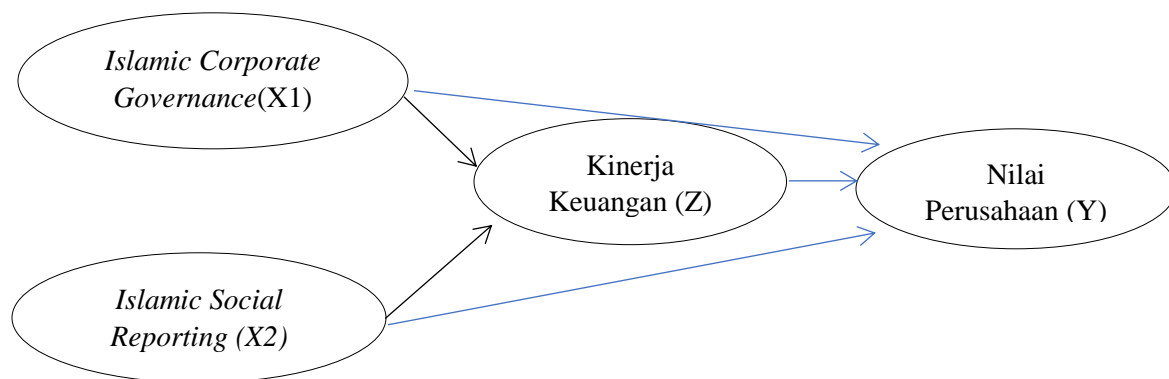 Islamic Corporate
Governance(X1)
Kinerja
Keuangan (Z)
Nilai
Perusahaan (Y)
Islamic Social
Reporting (X2)